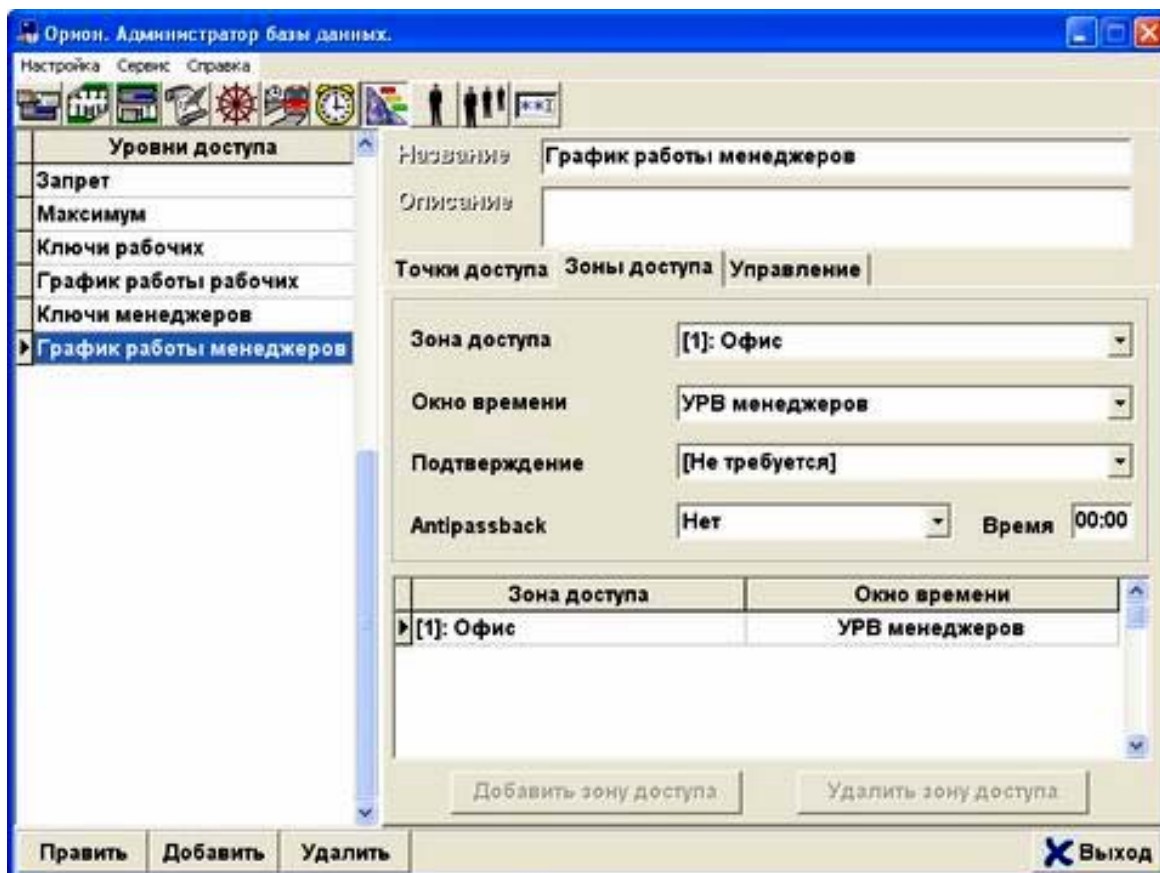 Орион. Администратор базы данных.
Настройка Сервис Справка
Уровни доступа
Запрет
Максимум
Ключи рабочих
График работы рабочих
Ключи менеджеров
График работы менеджеров
Название График работы менеджеров
Описание
Точки доступа Зоны доступа Управление
Зона доступа [1]: Офис
Окно времени УРВ менеджеров
Подтверждение [Не требуется]
Antipassback Нет Время 00:00
Зона доступа Окно времени
[1]: Офис УРВ менеджеров
Добавить зону доступа Удалить зону доступа
Править Добавить Удалить Выход